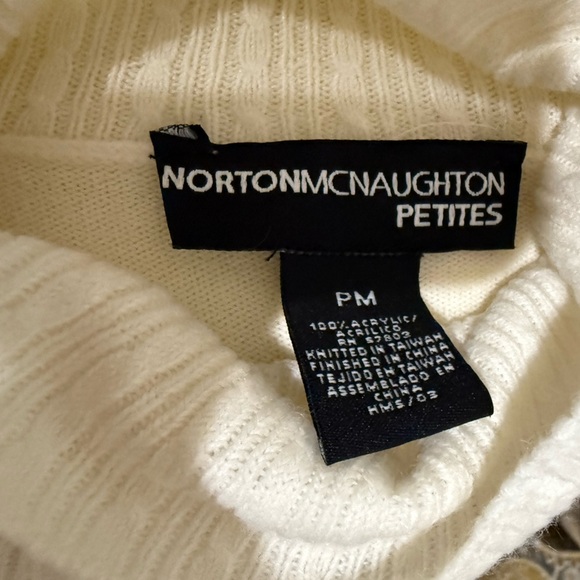 NORTONMCNAUGHTON
PETITES
PM
100% ACRYLIC/
ACRILICO
RN 57803
KNITTED IN TAIWAN
FINISHED IN CHINA
TEJIDO EN TAIWAN
ASSEMBLADO EN
CHINA
HMS/03